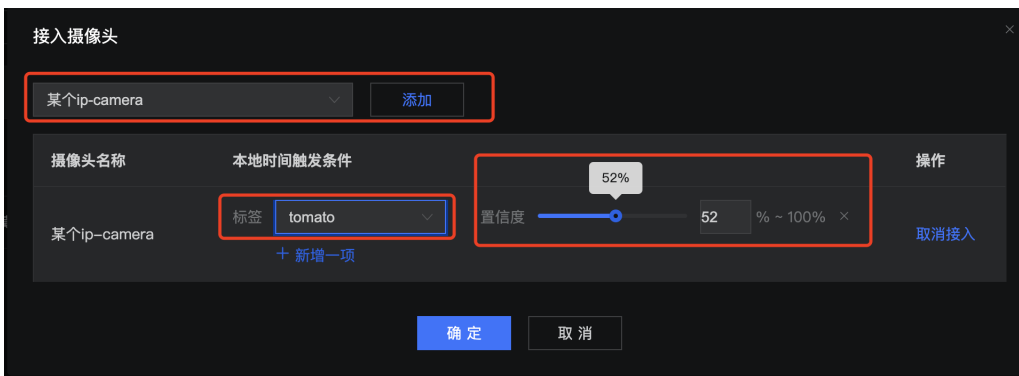 接入摄像头
×
某个ip-camera 添加
摄像头名称 本地时间触发条件 操作
52%
标签 tomato 置信度 52 % ~ 100% ×
某个ip-camera 取消接入
+ 新增一项
确 定 取 消